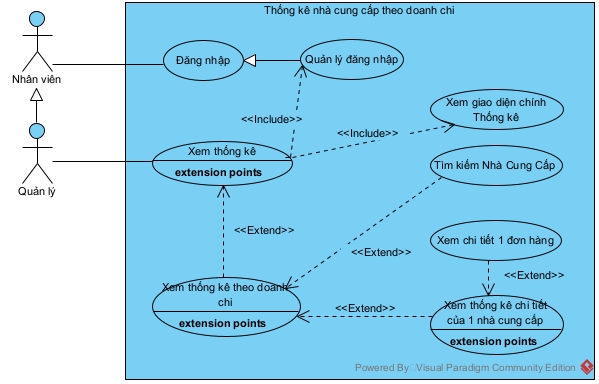 Thống kê nhà cung cấp theo doanh chi
Nhân viên
Đăng nhập
Quản lý đăng nhập
<<Include>>
Xem giao diện chính
Thống kê
<<Include>>
Quản lý
Xem thống kê
extension points
Tìm kiếm Nhà Cung Cấp
<<Extend>>
<<Extend>>
Xem chi tiết 1 đơn hàng
<<Extend>>
Xem thống kê theo doanh
chi
extension points
<<Extend>>
Xem thống kê chi tiết
của 1 nhà cung cấp
extension points
Powered By Visual Paradigm Community Edition